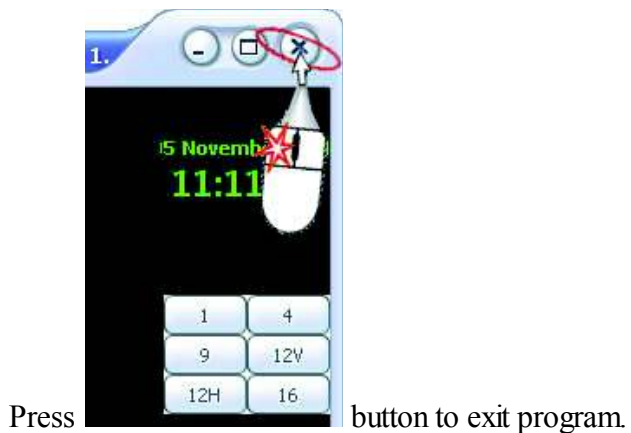 1.
5 Novemb
11:11
1 4
9 12V
12H 16
Press button to exit program.